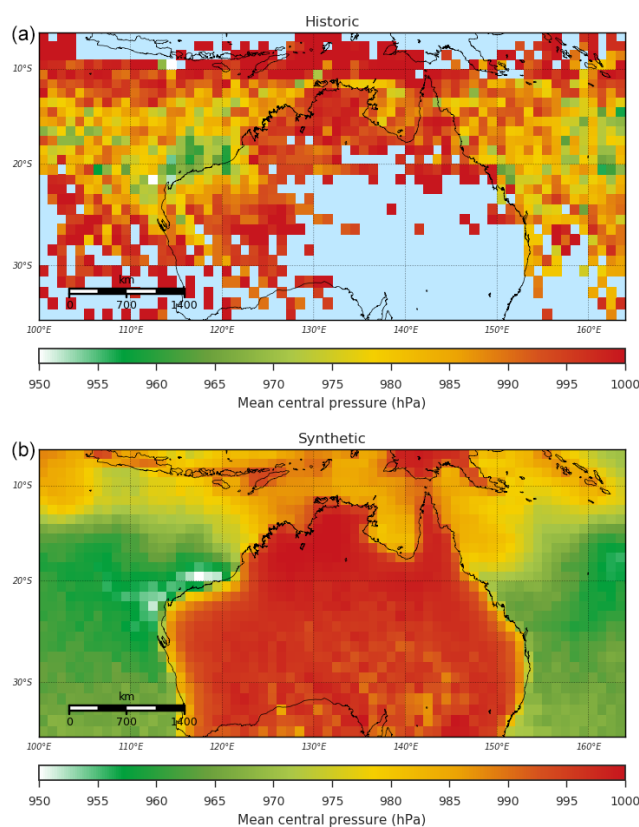 Historic
(a)
10°S
20°S
30°S
km
0 700 1400
100°E 110°E 120°E 130°E 140°E 150°E 160°E
950 955 960 965 970 975 980 985 990 995 1000
Mean central pressure (hPa)
(b)
Synthetic
10°S
20°S
30°S
km
0 700 1400
100°E 110°E 120°E 130°E 140°E 150°E 160°E
950 955 960 965 970 975 980 985 990 995 1000
Mean central pressure (hPa)